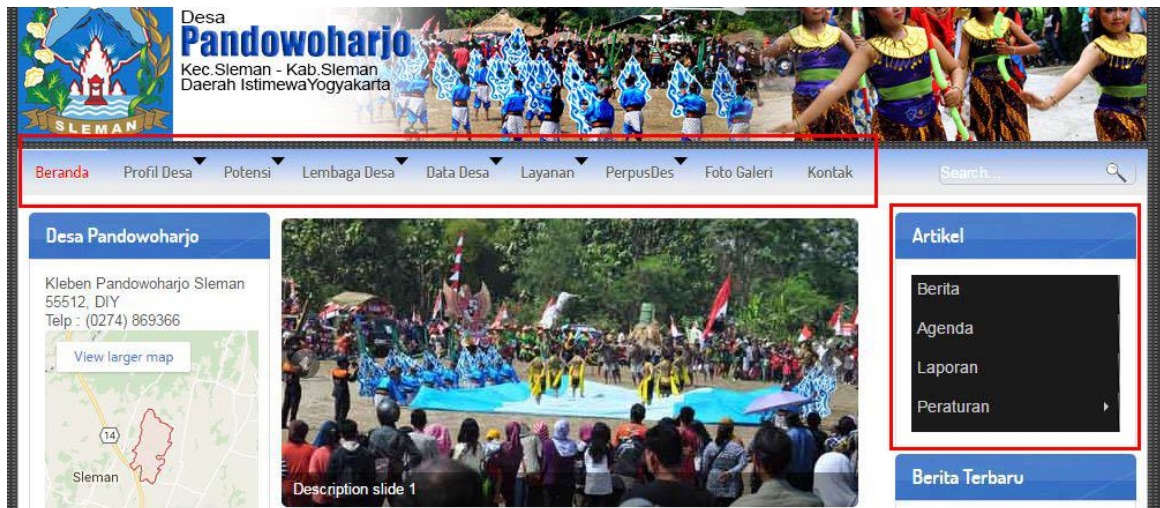 Desa
Pandowoharjo
Kec.Sleman - Kab.Sleman
Daerah IstimewaYogyakarta
SLEMAN
Beranda Profil Desa Potensi Lembaga Desa Data Desa Layanan PerpusDes Foto Galeri Kontak Search...
Desa Pandowoharjo
Kleben Pandowoharjo Sleman
55512, DIY
Telp : (0274) 869366
View larger map
14
Sleman
Description slide 1
Artikel
Berita
Agenda
Laporan
Peraturan
Berita Terbaru